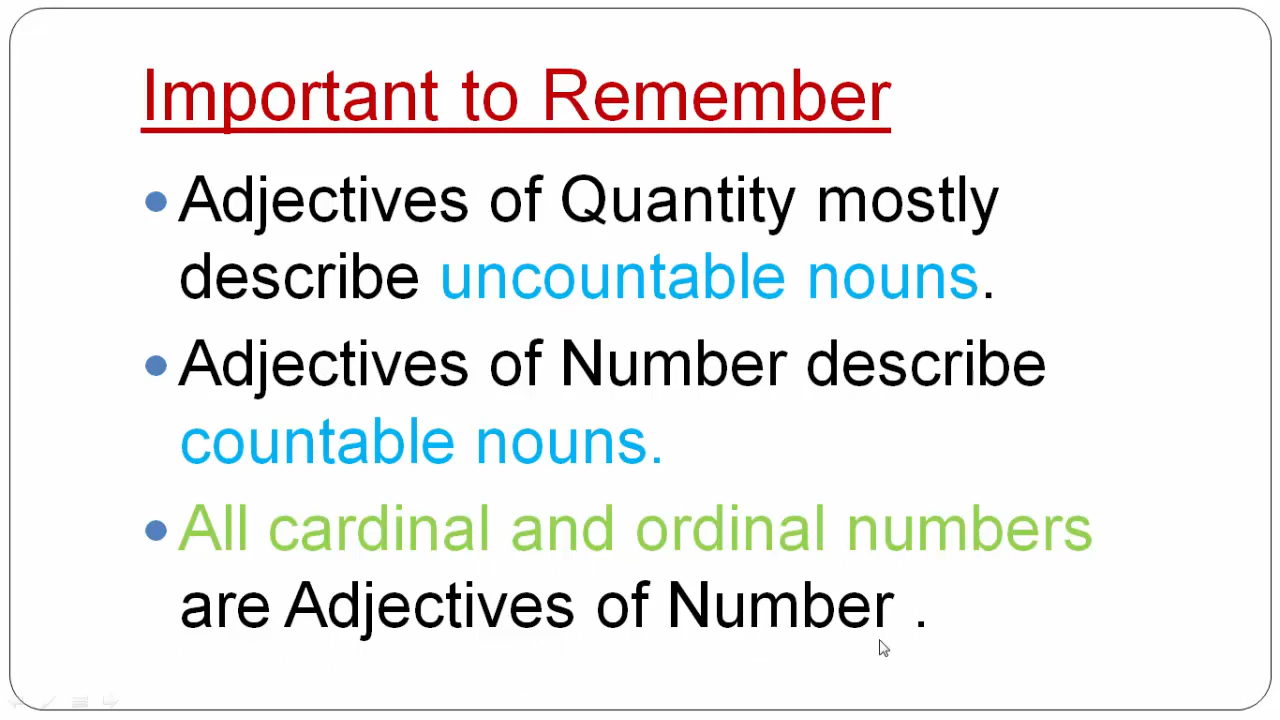 Important to Remember
Adjectives of Quantity mostly
describe uncountable nouns.
Adjectives of Number describe
countable nouns.
All cardinal and ordinal numbers
are Adjectives of Number .